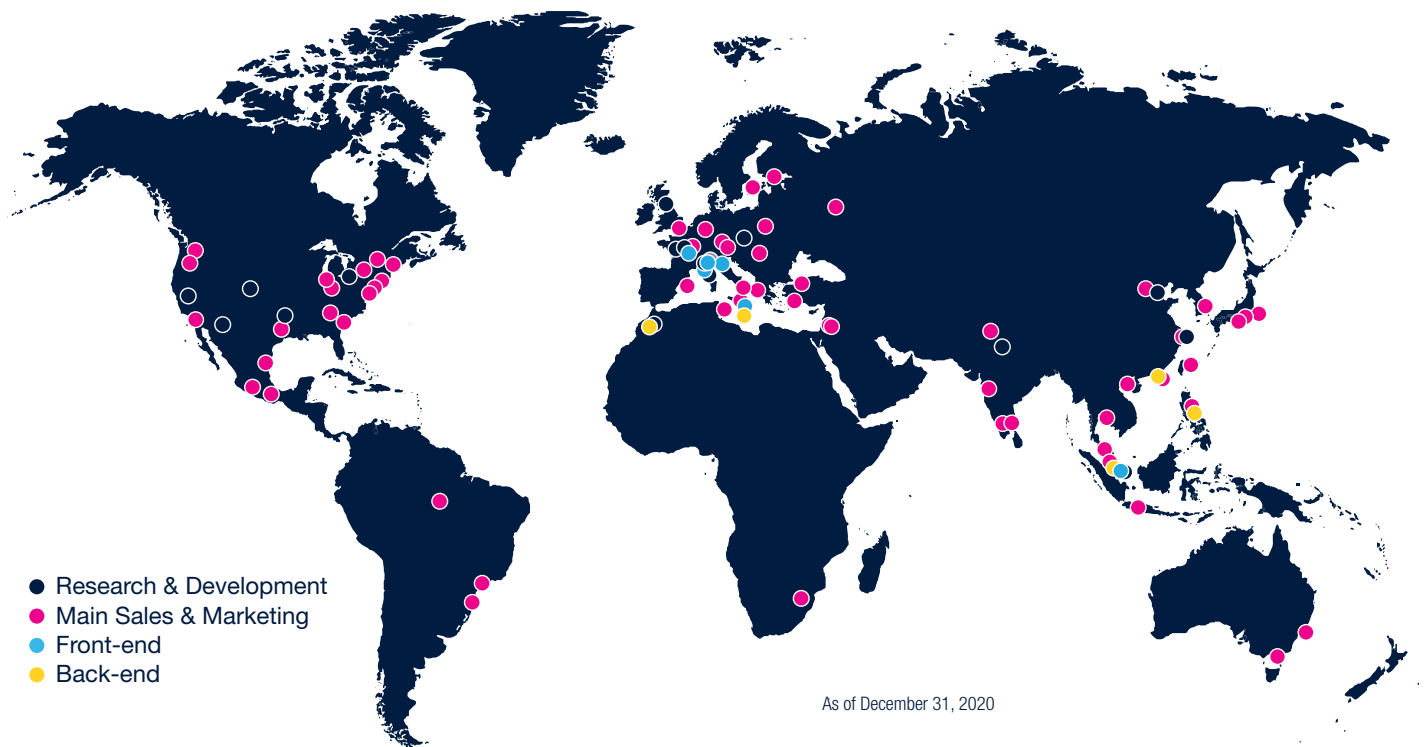 Research & Development
Main Sales & Marketing
Front-end
Back-end
As of December 31, 2020